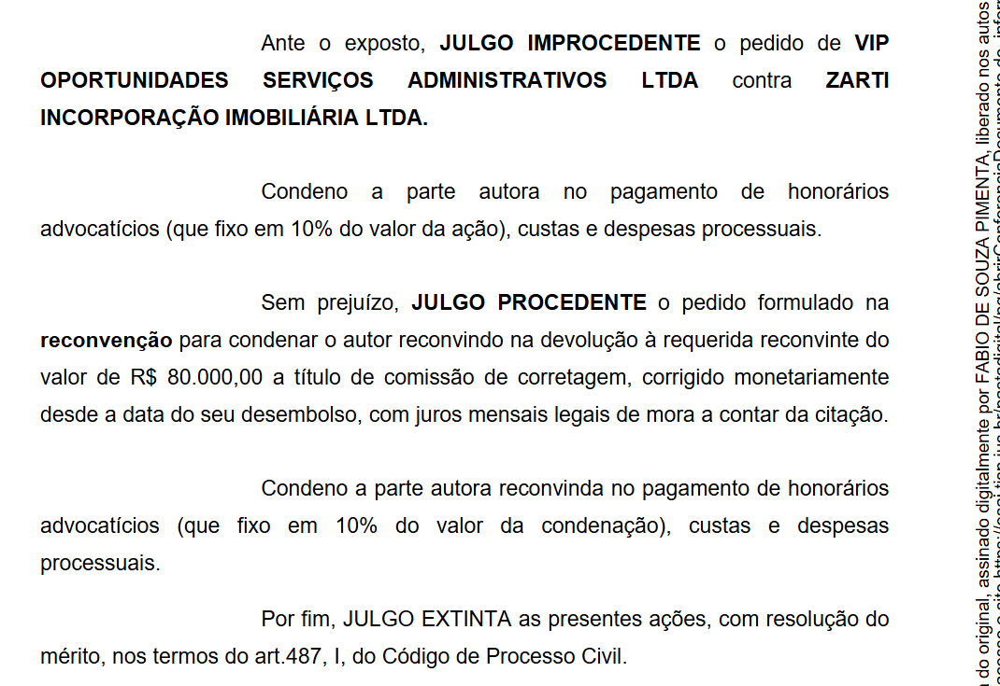 Ante o exposto, JULGO IMPROCEDENTE o pedido de VIP
OPORTUNIDADES SERVIÇOS ADMINISTRATIVOS LTDA contra ZARTI
INCORPORAÇÃO IMOBILIÁRIA LTDA.
Condeno a parte autora no pagamento de honorários
advocatícios (que fixo em 10% do valor da ação), custas e despesas processuais.
Sem prejuízo, JULGO PROCEDENTE o pedido formulado na
reconvenção para condenar o autor reconvindo na devolução à requerida reconvinte do
valor de R$ 80.000,00 a título de comissão de corretagem, corrigido monetariamente
desde a data do seu desembolso, com juros mensais legais de mora a contar da citação.
Condeno a parte autora reconvinda no pagamento de honorários
advocatícios (que fixo em 10% do valor da condenação), custas e despesas
processuais.
Por fim, JULGO EXTINTA as presentes ações, com resolução do
mérito, nos termos do art.487, I, do Código de Processo Civil.
do original, assinado digitalmente por FABIO DE SOUZA PIMENTA, liberado nos autos